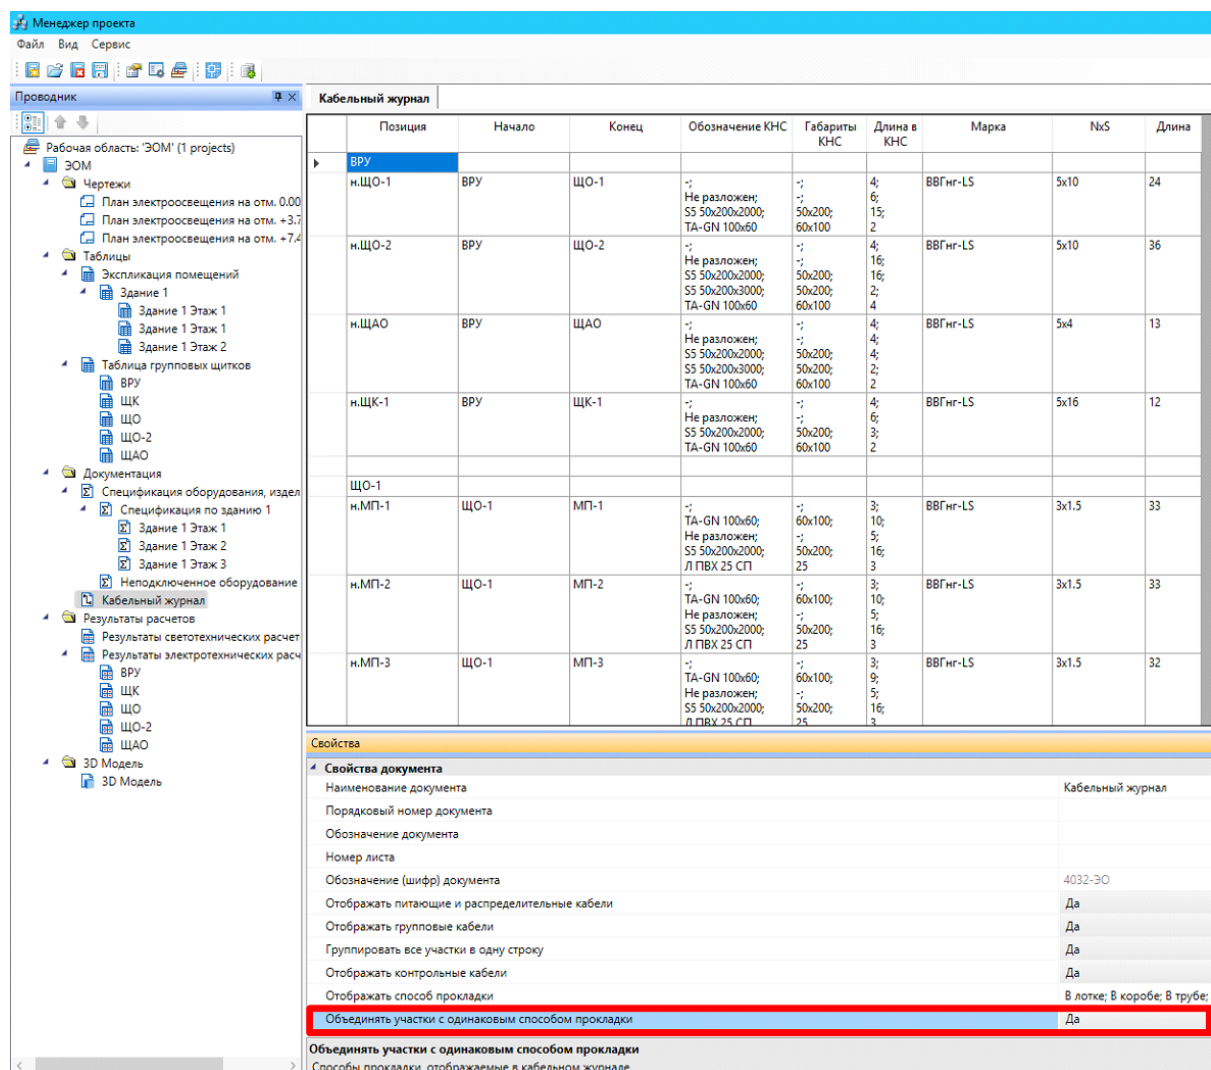 Менеджер проекта
Файл Вид Сервис
Проводник
Рабочая область: 'ЭОМ' (1 projects)
ЭОМ
Чертежи
План электроосвещения на отм. 0.00
План электроосвещения на отм. +3.7
План электроосвещения на отм. +7.4
Таблицы
Экспликация помещений
Здание 1
Здание 1 Этаж 1
Здание 1 Этаж 1
Здание 1 Этаж 2
Таблица групповых щитков
ВРУ
ЩК
ЩО
ЩО-2
ЩАО
Документация
Спецификация оборудования, издел
Спецификация по зданию 1
Здание 1 Этаж 1
Здание 1 Этаж 2
Здание 1 Этаж 3
Неподключенное оборудование
Кабельный журнал
Результаты расчетов
Результаты светотехнических расчет
Результаты электротехнических расч
ВРУ
ЩК
ЩО
ЩО-2
ЩАО
3D Модель
3D Модель
Кабельный журнал
Позиция Начало Конец Обозначение КНС Габариты КНС Длина в КНС Марка NxS Длина
ВРУ
н.ЩО-1 ВРУ ЩО-1 -; -; 4; ВВГнг-LS 5x10 24
Не разложен; -; 6;
S5 50x200x2000; 50x200; 15;
TA-GN 100x60 60x100 2
н.ЩО-2 ВРУ ЩО-2 -; -; 4; ВВГнг-LS 5x10 36
Не разложен; -; 16;
S5 50x200x2000; 50x200; 16;
S5 50x200x3000; 50x200; 2;
TA-GN 100x60 60x100 4
н.ЩАО ВРУ ЩАО -; -; 4; ВВГнг-LS 5x4 13
Не разложен; -; 4;
S5 50x200x2000; 50x200; 4;
S5 50x200x3000; 50x200; 2;
TA-GN 100x60 60x100 2
н.ЩК-1 ВРУ ЩК-1 -; -; 4; ВВГнг-LS 5x16 12
Не разложен; -; 6;
S5 50x200x2000; 50x200; 3;
TA-GN 100x60 60x100 2
ЩО-1
н.МП-1 ЩО-1 МП-1 -; -; 3; ВВГнг-LS 3x1.5 33
TA-GN 100x60; 60x100; 10;
Не разложен; -; 5;
S5 50x200x2000; 50x200; 16;
Л ПВХ 25 СП 25 3
н.МП-2 ЩО-1 МП-2 -; -; 3; ВВГнг-LS 3x1.5 33
TA-GN 100x60; 60x100; 10;
Не разложен; -; 5;
S5 50x200x2000; 50x200; 16;
Л ПВХ 25 СП 25 3
н.МП-3 ЩО-1 МП-3 -; -; 3; ВВГнг-LS 3x1.5 32
TA-GN 100x60; 60x100; 9;
Не разложен; -; 5;
S5 50x200x2000; 50x200; 16;
Л ПВХ 25 СП 25 3
Свойства
Свойства документа
Наименование документа Кабельный журнал
Порядковый номер документа
Обозначение документа
Номер листа
Обозначение (шифр) документа 4032-ЭО
Отображать питающие и распределительные кабели Да
Отображать групповые кабели Да
Группировать все участки в одну строку Да
Отображать контрольные кабели Да
Отображать способ прокладки В лотке; В коробе; В трубе;
Объединять участки с одинаковым способом прокладки Да
Объединять участки с одинаковым способом прокладки
Способы прокладки, отображаемые в кабельном журнале